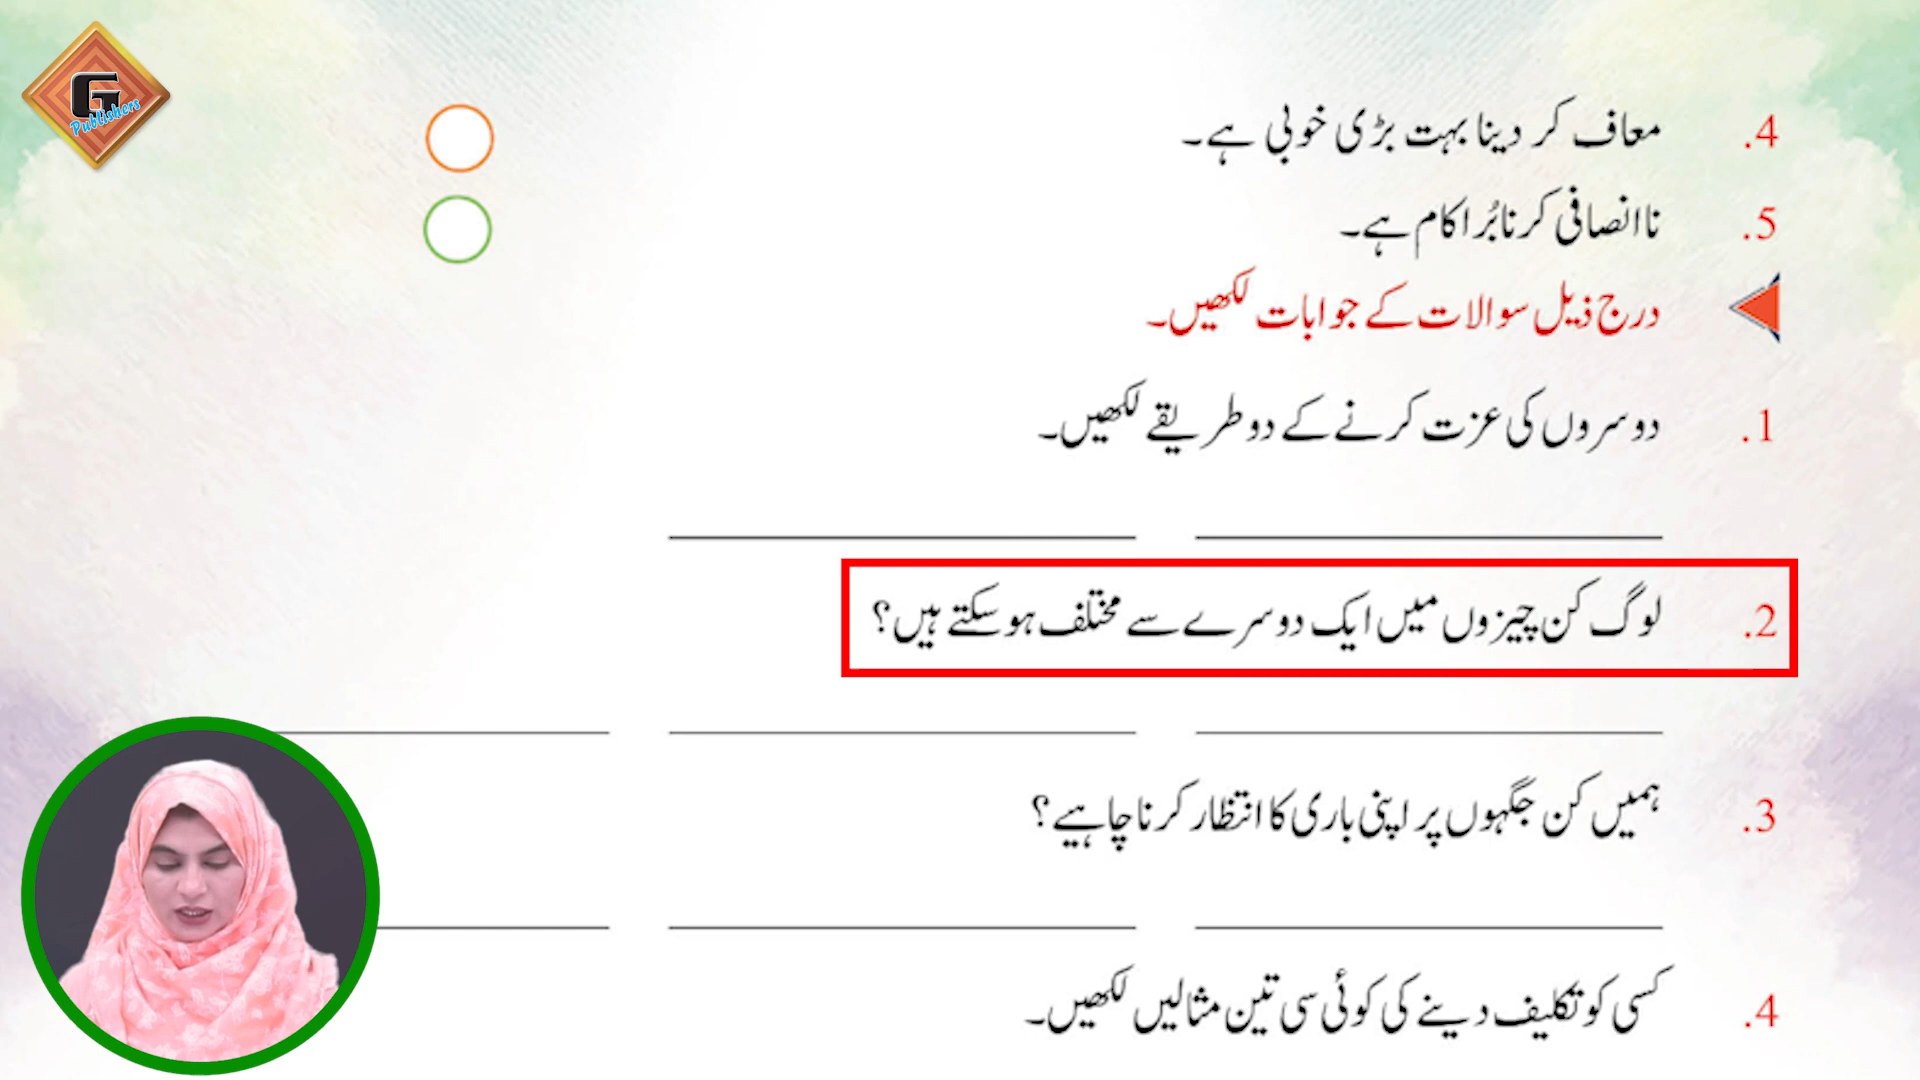 G
Publishers
4. معاف کر دینا بہت بڑی خوبی ہے۔
5. ناانصافی کرنا بُرا کام ہے۔
درج ذیل سوالات کے جوابات لکھیں۔
1. دوسروں کی عزت کرنے کے دو طریقے لکھیں۔
2. لوگ کن چیزوں میں ایک دوسرے سے مختلف ہو سکتے ہیں؟
3. ہمیں کن جگہوں پر اپنی باری کا انتظار کرنا چاہیے؟
4. کسی کو تکلیف دینے کی کوئی سی تین مثالیں لکھیں۔